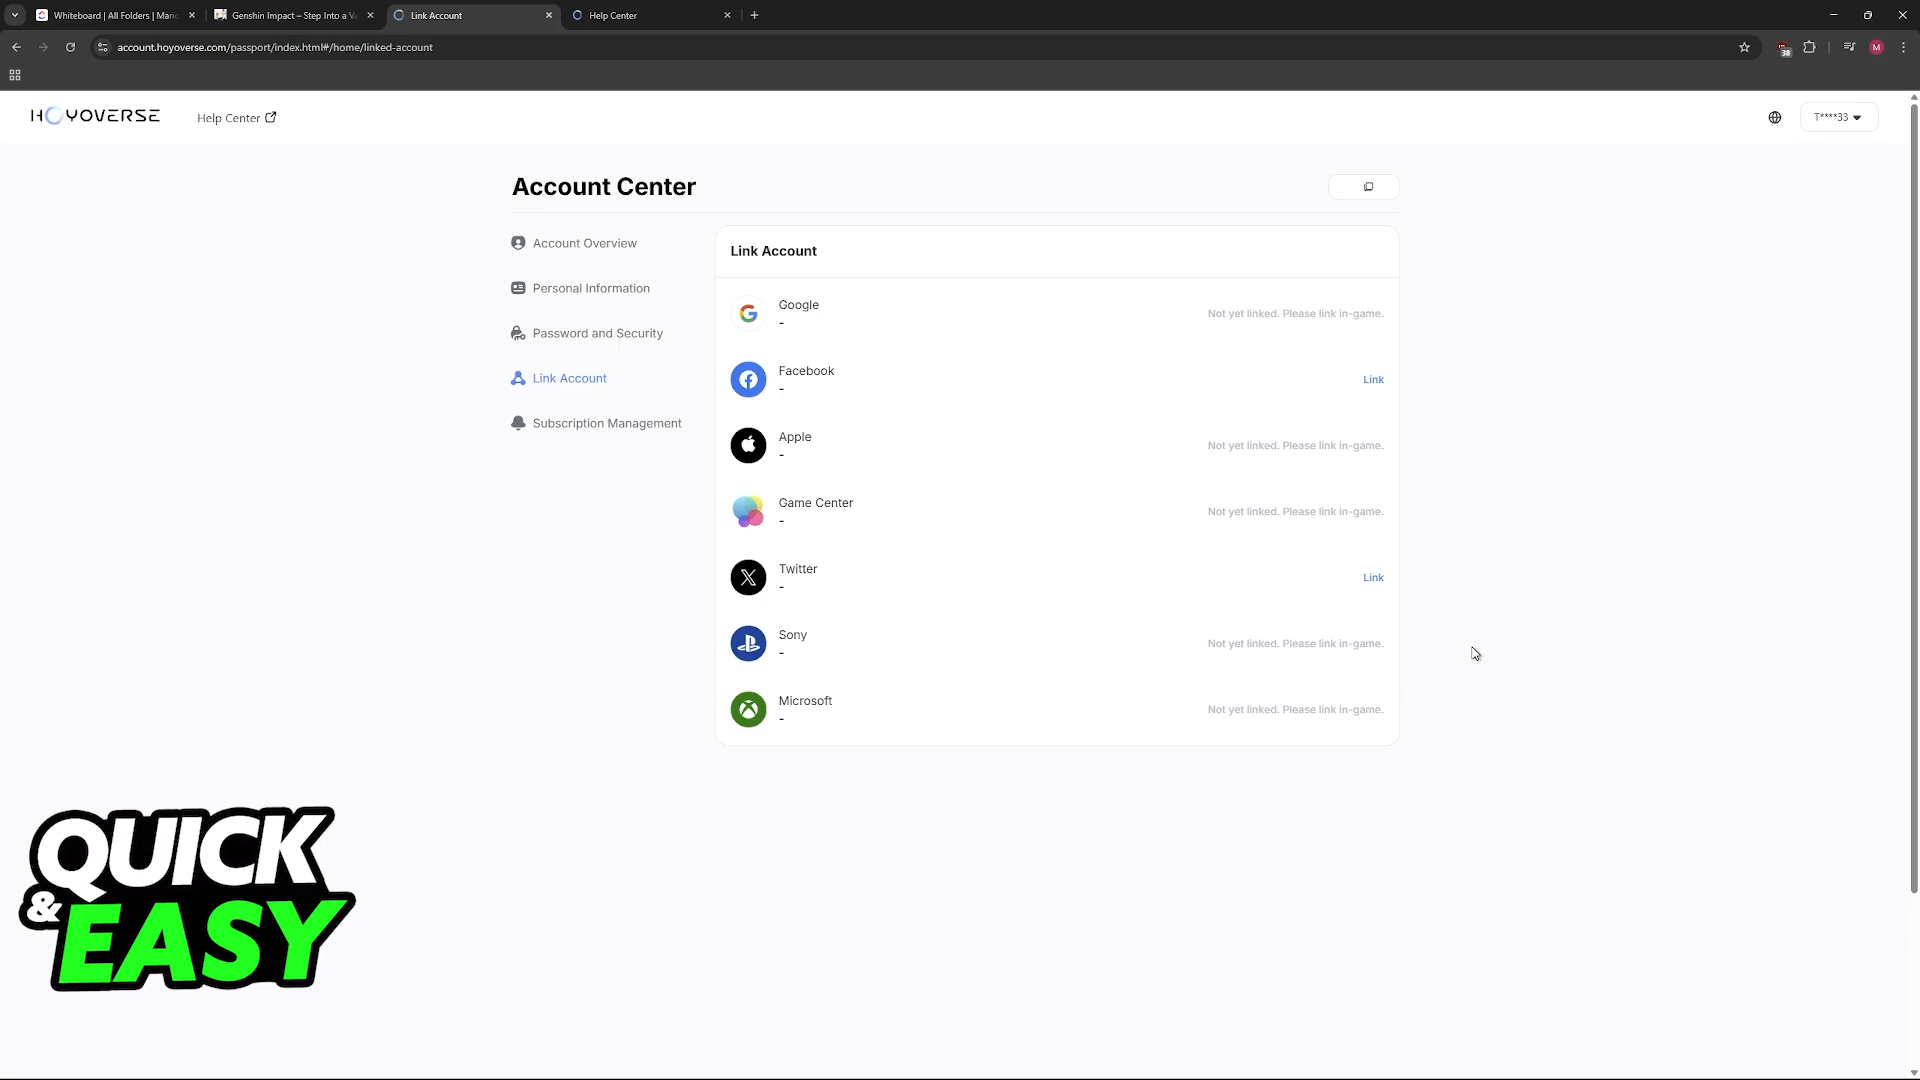 Whiteboard | All Folders | Maric
Genshin Impact – Step Into a Va
Link Account
Help Center
account.hoyoverse.com/passport/index.html#/home/linked-account
38
M
HOYOVERSE
Help Center
T****33
Account Center
Account Overview
Personal Information
Password and Security
Link Account
Subscription Management
Link Account
Google
-
Not yet linked. Please link in-game.
Facebook
-
Link
Apple
-
Not yet linked. Please link in-game.
Game Center
-
Not yet linked. Please link in-game.
Twitter
-
Link
Sony
-
Not yet linked. Please link in-game.
Microsoft
-
Not yet linked. Please link in-game.
QUICK
& EASY